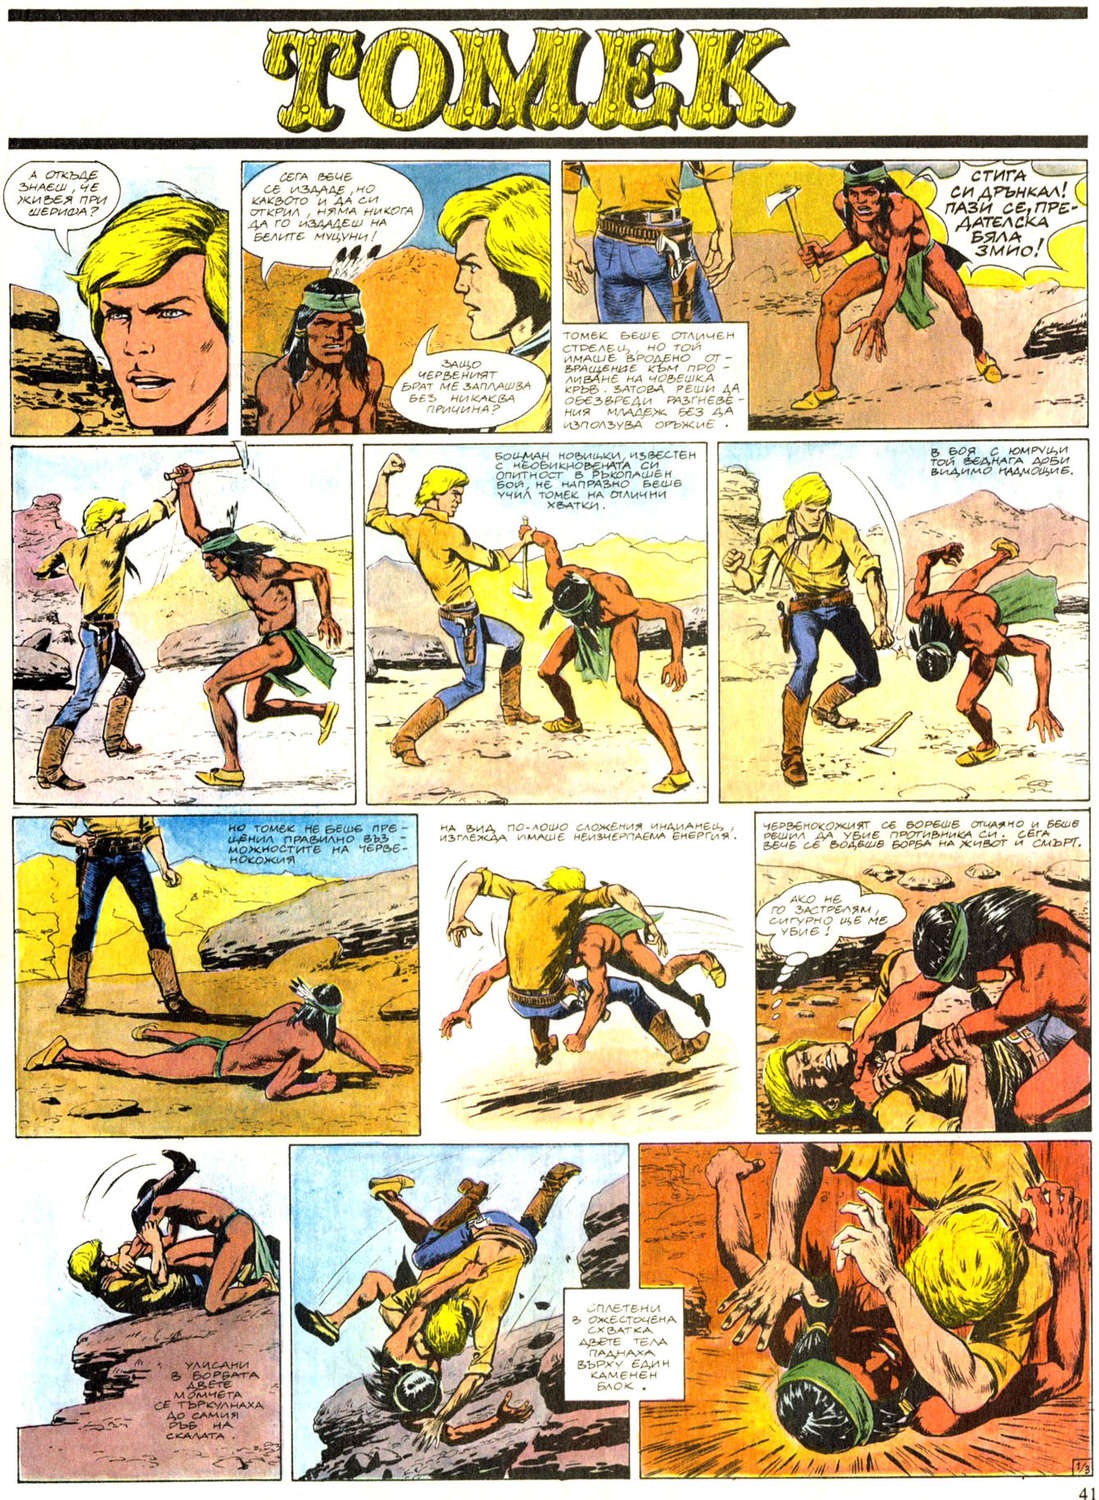 ТОМЕК
А ОТКЪДЕ
ЗНАЕШ, ЧЕ
ЖИВЕЯ ПРИ
ШЕРИФА?
СЕГА ВЕЧЕ
СЕ ИЗДАДЕ, НО
КАКВОТО И ДА СИ
ОТКРИЛ, НЯМА НИКОГА
ДА ГО ИЗДАДЕШ НА
БЕЛИТЕ МУЦУНИ!
ЗАЩО
ЧЕРВЕНИЯТ
БРАТ МЕ ЗАПЛАШВА
БЕЗ НИКАКВА
ПРИЧИНА?
СТИГА
СИ ДРЪНКАЛ!
ПАЗИ СЕ, ПРЕ-
ДАТЕЛСКА
БЯЛА
ЗМИО!
ТОМЕК БЕШЕ ОТЛИЧЕН
СТРЕЛЕЦ, НО ТОЙ
ИМАШЕ ВРОДЕНО ОТ-
ВРАЩЕНИЕ КЪМ ПРО-
ЛИВАНЕ НА ЧОВЕШКА
КРЪВ. ЗАТОВА РЕШИ ДА
ОБЕЗВРЕДИ РАЗГНЕВЕ-
НИЯ МЛАДЕЖ БЕЗ ДА
ИЗПОЛЗУВА ОРЪЖИЕ.
БОЦМАН НОВИЦКИ, ИЗВЕСТЕН
С НЕОБИКНОВЕНАТА СИ
ОПИТНОСТ В РЪКОПАШЕН
БОЙ, НЕ НАПРАЗНО БЕШЕ
УЧИЛ ТОМЕК НА ОТЛИЧНИ
ХВАТКИ.
В БОЯ С ЮМРУЦИ
ТОЙ ВЕДНАГА ДОБИ
ВИДИМО НАДМОЩИЕ.
НО ТОМЕК НЕ БЕШЕ ПРЕ-
ЦЕНИЛ ПРАВИЛНО ВЪЗ-
МОЖНОСТИТЕ НА ЧЕРВЕ-
НОКОЖИЯ
НА ВИД ПО-ЛОШО СЛОЖЕНИЯ ИНДИАНЕЦ,
ИЗГЛЕЖДА ИМАШЕ НЕИЗЧЕРПАЕМА ЕНЕРГИЯ.
ЧЕРВЕНОКОЖИЯТ СЕ БОРЕШЕ ОТЧАЯНО И БЕШЕ
РЕШИЛ ДА УБИЕ ПРОТИВНИКА СИ. СЕГА
ВЕЧЕ СЕ ВОДЕШЕ БОРБА НА ЖИВОТ И СМЪРТ.
АКО НЕ
ГО ЗАСТРЕЛЯМ,
СИГУРНО ЩЕ МЕ
УБИЕ!
УЛИСАНИ
В БОРБАТА
ДВЕТЕ
МОМЧЕТА
СЕ ТЪРКУЛНАХА
ДО САМИЯ
РЪБ НА
СКАЛАТА.
СПЛЕТЕНИ
В ОЖЕСТОЧЕНА
СХВАТКА
ДВЕТЕ ТЕЛА
ПАДНАХА
ВЪРХУ ЕДИН
КАМЕНЕН
БЛОК.
1/3
41